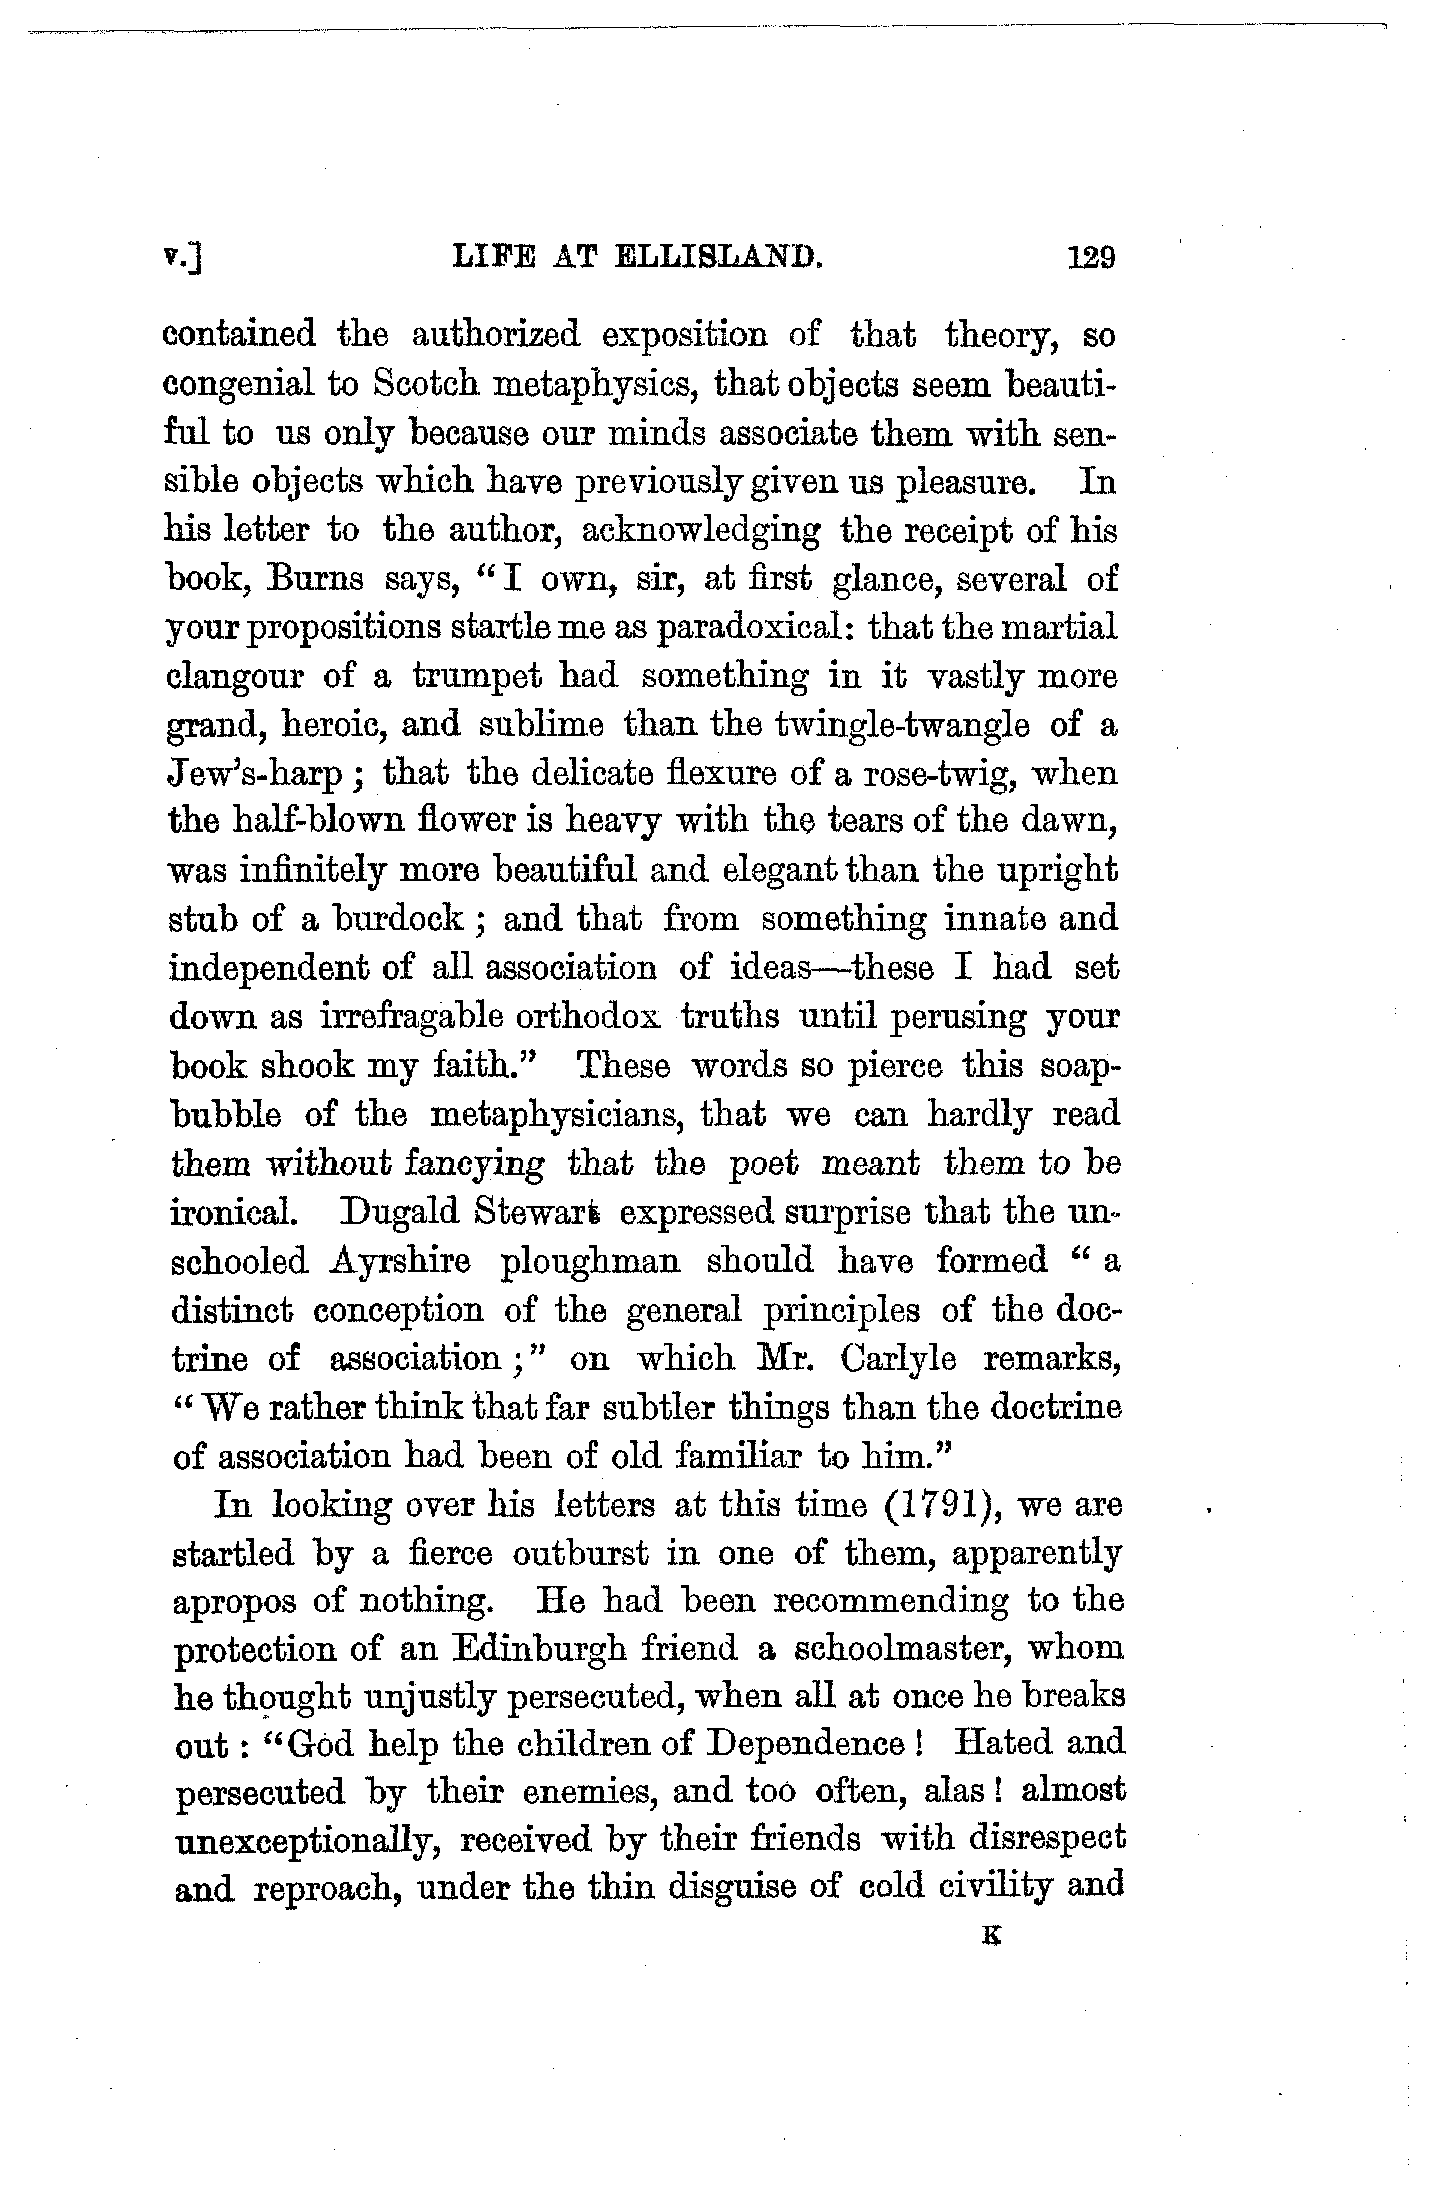 v.] LIFE AT ELLISLAND. 129
contained the authorized exposition of that theory, so
congenial to Scotch metaphysics, that objects seem beauti-
ful to us only because our minds associate them with sen-
sible objects which have previously given us pleasure. In
his letter to the author, acknowledging the receipt of his
book, Burns says, “I own, sir, at first glance, several of
your propositions startle me as paradoxical: that the martial
clangour of a trumpet had something in it vastly more
grand, heroic, and sublime than the twingle-twangle of a
Jew’s-harp ; that the delicate flexure of a rose-twig, when
the half-blown flower is heavy with the tears of the dawn,
was infinitely more beautiful and elegant than the upright
stub of a burdock ; and that from something innate and
independent of all association of ideas—these I had set
down as irrefragable orthodox truths until perusing your
book shook my faith.” These words so pierce this soap-
bubble of the metaphysicians, that we can hardly read
them without fancying that the poet meant them to be
ironical. Dugald Stewart expressed surprise that the un-
schooled Ayrshire ploughman should have formed “ a
distinct conception of the general principles of the doc-
trine of association ;” on which Mr. Carlyle remarks,
“ We rather think that far subtler things than the doctrine
of association had been of old familiar to him.”
In looking over his letters at this time (1791), we are
startled by a fierce outburst in one of them, apparently
apropos of nothing. He had been recommending to the
protection of an Edinburgh friend a schoolmaster, whom
he thought unjustly persecuted, when all at once he breaks
out : “God help the children of Dependence ! Hated and
persecuted by their enemies, and too often, alas ! almost
unexceptionally, received by their friends with disrespect
and reproach, under the thin disguise of cold civility and
K